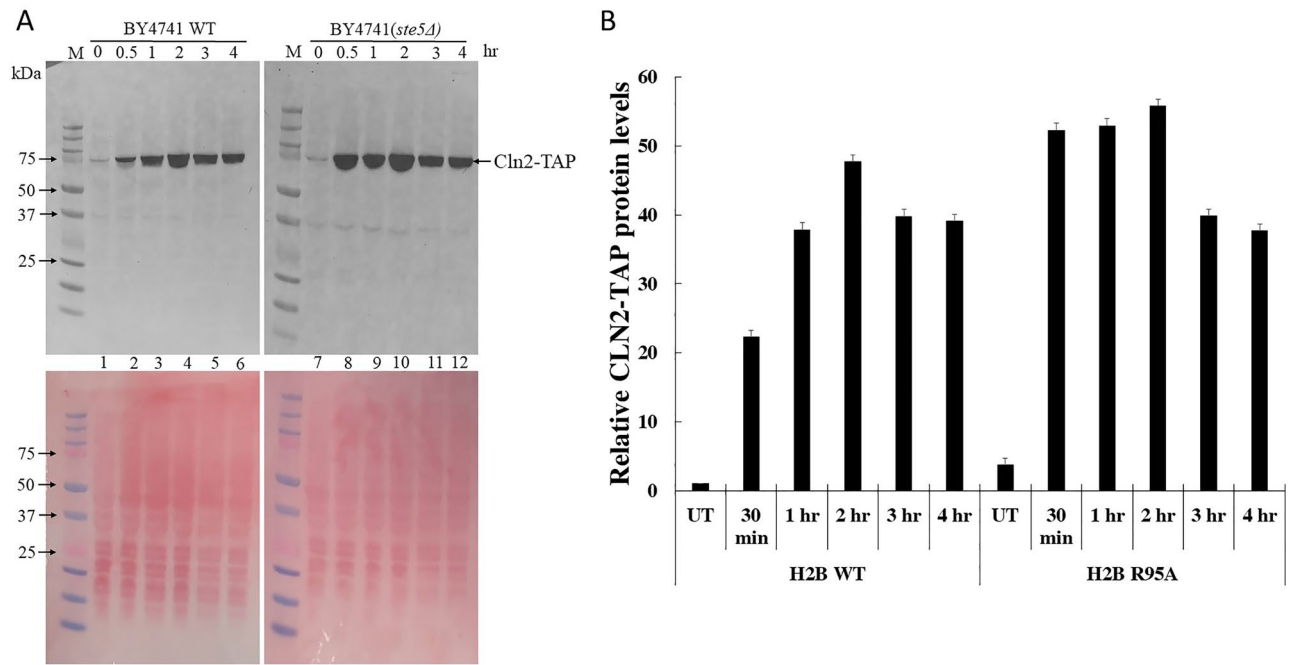 A
BY4741 WT
BY4741(ste5Δ)
M 0 0.5 1 2 3 4
M 0 0.5 1 2 3 4 hr
kDa
75
50
37
25
Cln2-TAP
1 2 3 4 5 6
7 8 9 10 11 12
75
50
37
25
B
Relative CLN2-TAP protein levels
60
50
40
30
20
10
0
UT 30 min 1 hr 2 hr 3 hr 4 hr UT 30 min 1 hr 2 hr 3 hr 4 hr
H2B WT
H2B R95A